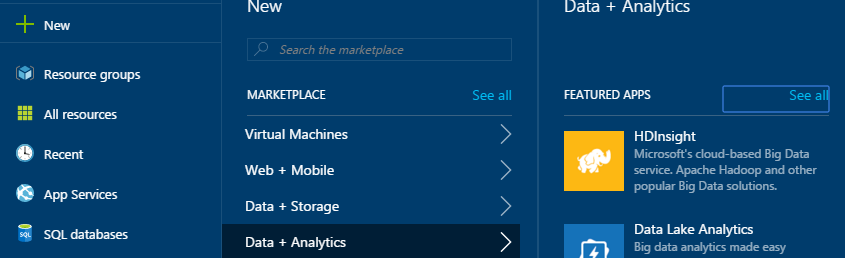 New
Resource groups
All resources
Recent
App Services
SQL databases
New
Search the marketplace
MARKETPLACE See all
Virtual Machines
Web + Mobile
Data + Storage
Data + Analytics
Data + Analytics
FEATURED APPS See all
HDInsight
Microsoft's cloud-based Big Data
service. Apache Hadoop and other
popular Big Data solutions.
Data Lake Analytics
Big data analytics made easy